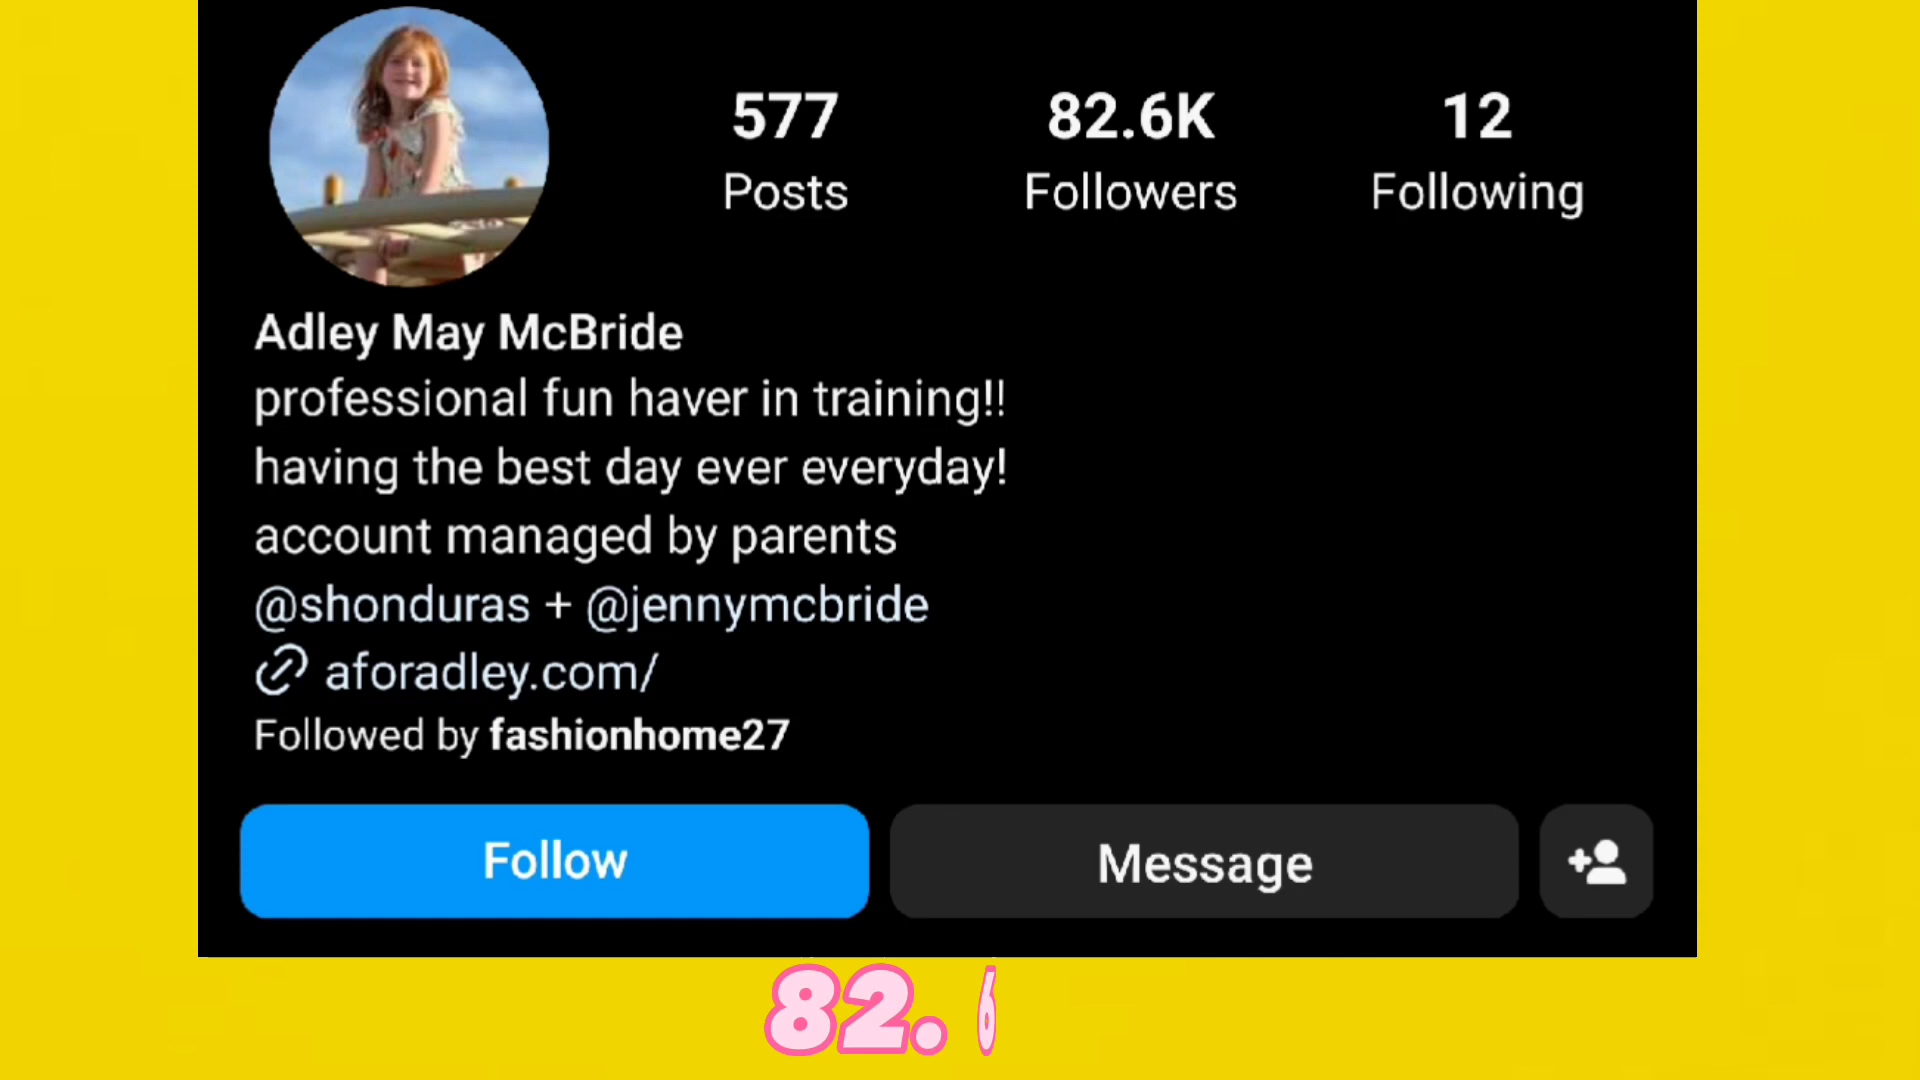 577 82.6K 12
Posts Followers Following
Adley May McBride
professional fun haver in training!!
having the best day ever everyday!
account managed by parents
@shonduras + @jennymcbride
aforadley.com/
Followed by fashionhome27
Follow Message
82.6